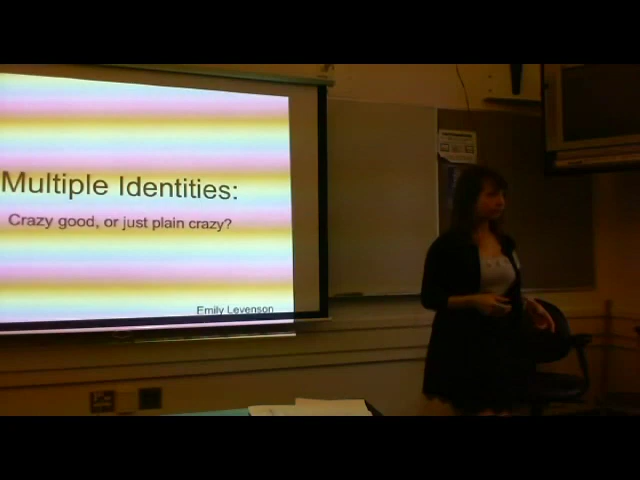 Multiple Identities:
Crazy good, or just plain crazy?
Emily Levenson